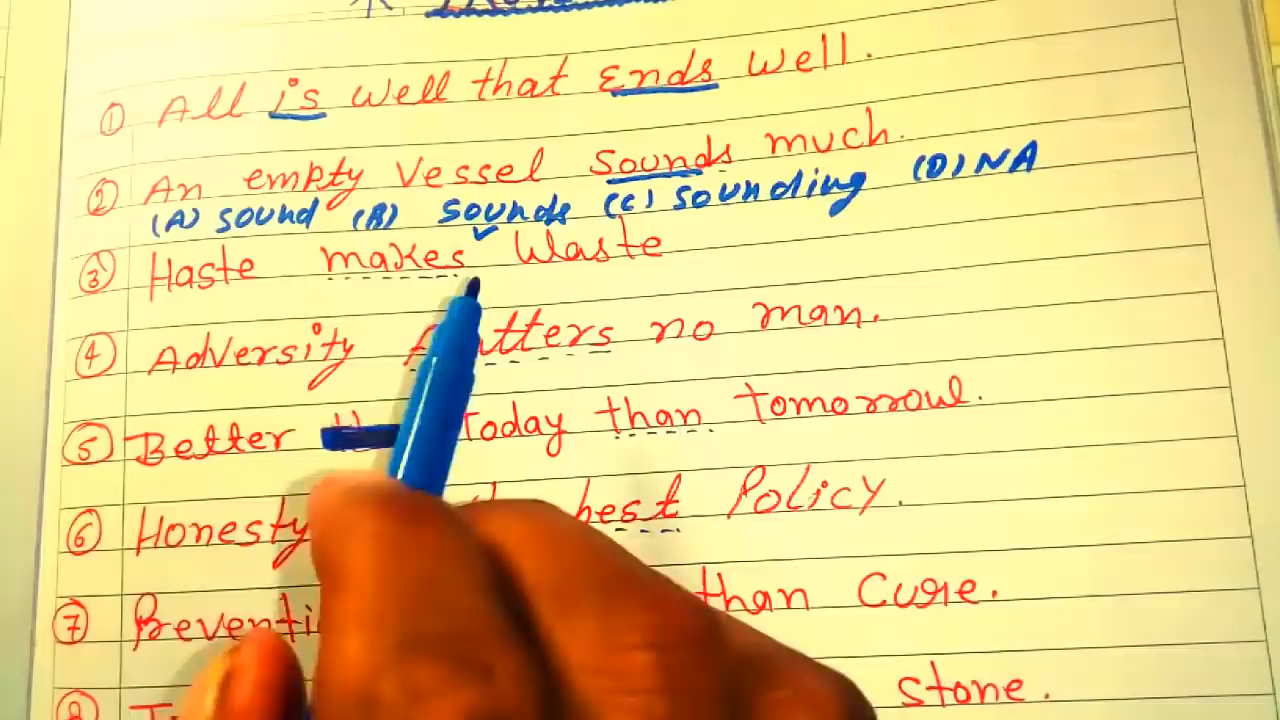 ① All is well that Ends well.
② An empty Vessel sounds much.
(A) sound (B) sounds (C) sounding (D) NA
③ Haste makes Waste
④ Adversity no man.
⑤ Better Today than tomorrow.
⑥ Honesty best Policy.
⑦ than Cure.
stone.